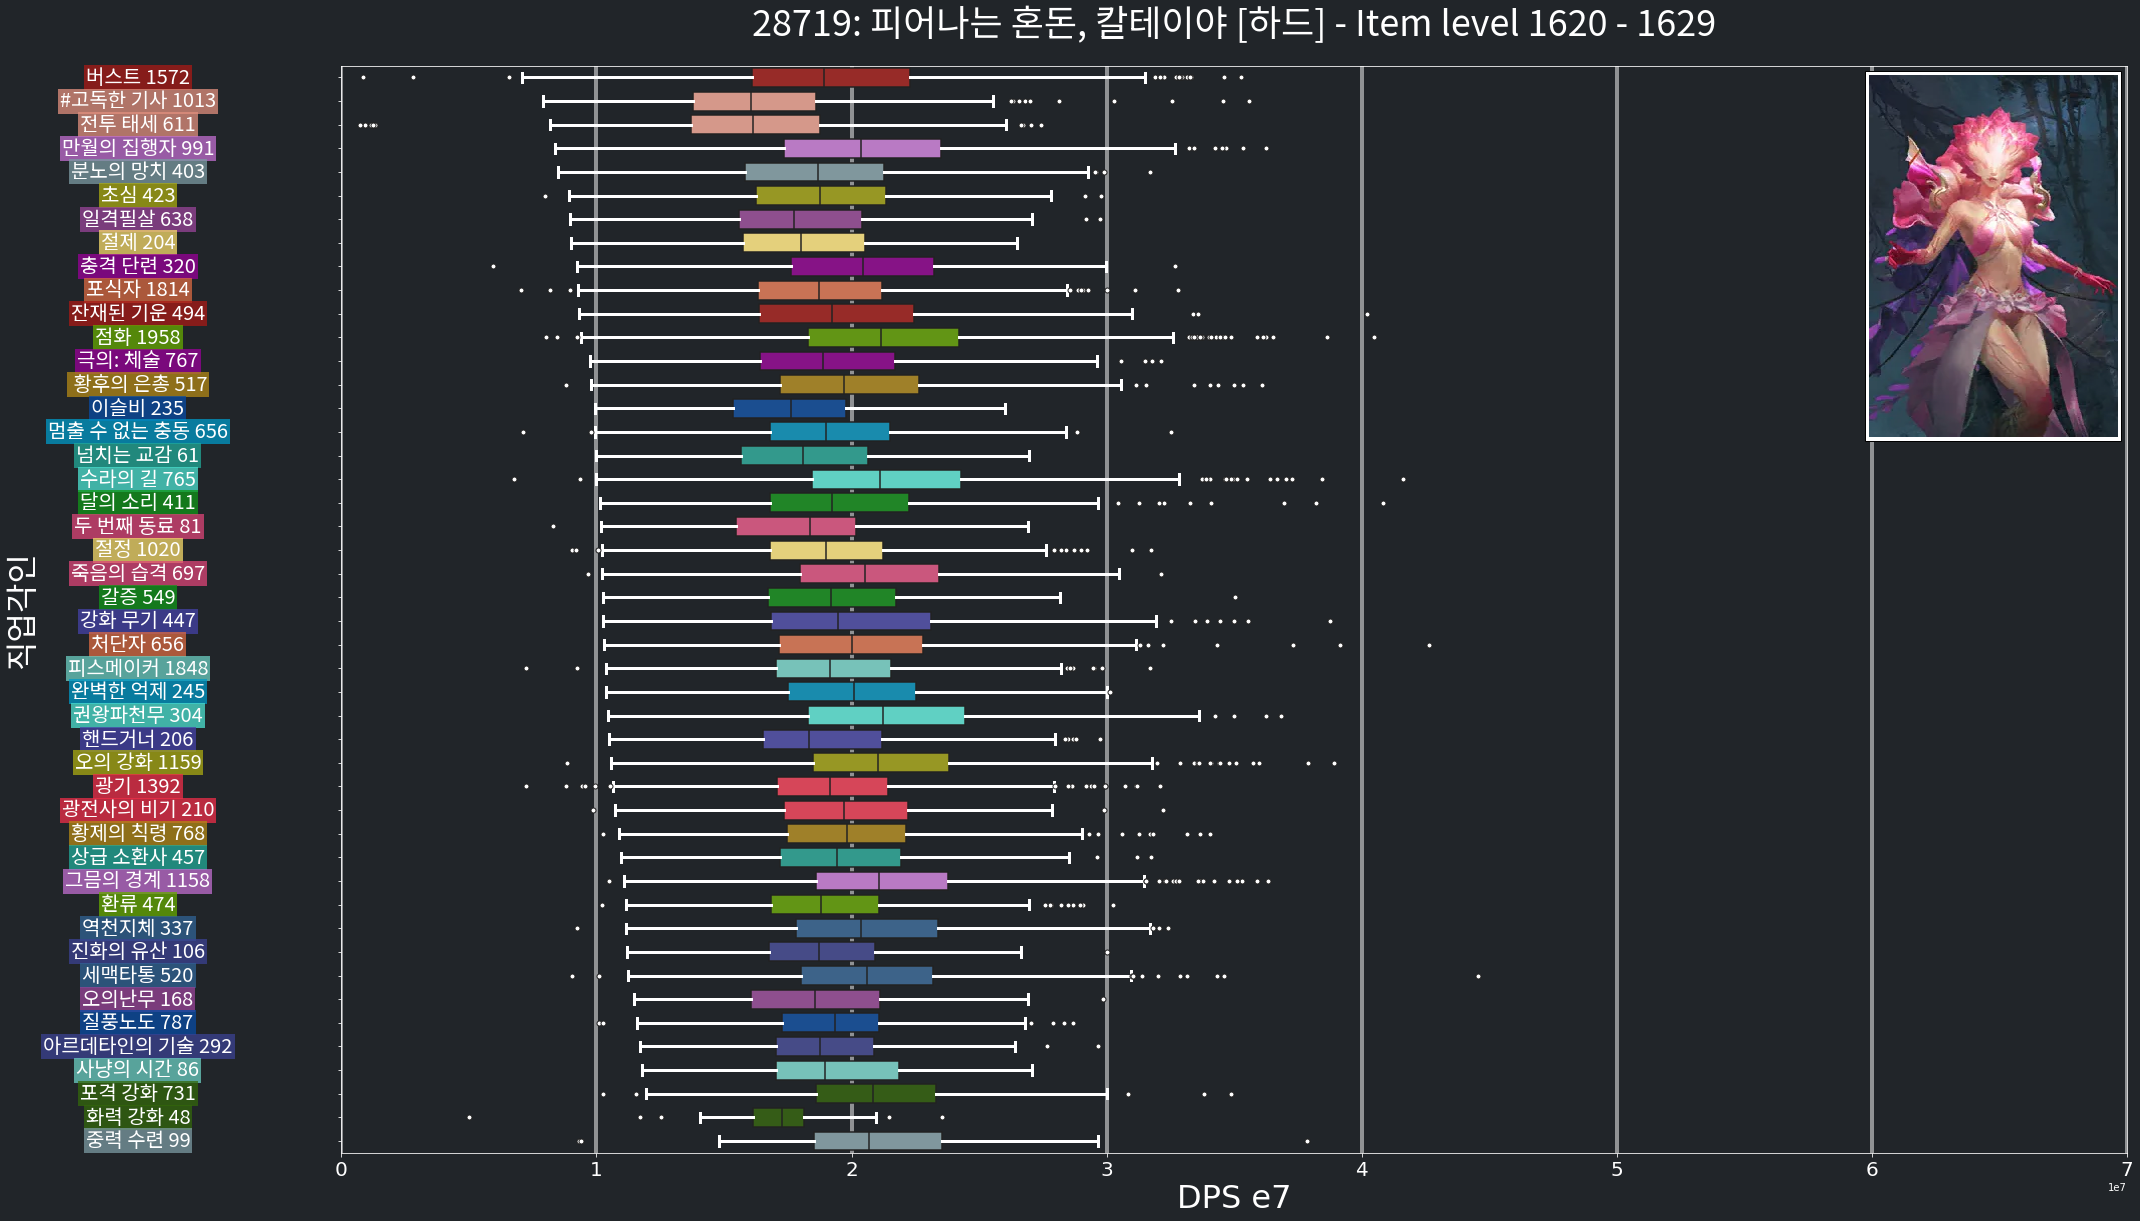 28719: 피어나는 혼돈, 칼테이야 [하드] - Item level 1620 - 1629
직업각인
버스트 1572
#고독한 기사 1013
전투 태세 611
만월의 집행자 991
분노의 망치 403
초심 423
일격필살 638
절제 204
충격 단련 320
포식자 1814
잔재된 기운 494
점화 1958
극의: 체술 767
황후의 은총 517
이슬비 235
멈출 수 없는 충동 656
넘치는 교감 61
수라의 길 765
달의 소리 411
두 번째 동료 81
절정 1020
죽음의 습격 697
갈증 549
강화 무기 447
처단자 656
피스메이커 1848
완벽한 억제 245
권왕파천무 304
핸드거너 206
오의 강화 1159
광기 1392
광전사의 비기 210
황제의 칙령 768
상급 소환사 457
그믐의 경계 1158
환류 474
역천지체 337
진화의 유산 106
세맥타통 520
오의난무 168
질풍노도 787
아르데타인의 기술 292
사냥의 시간 86
포격 강화 731
화력 강화 48
중력 수련 99
0 1 2 3 4 5 6 7
DPS e7
1e7